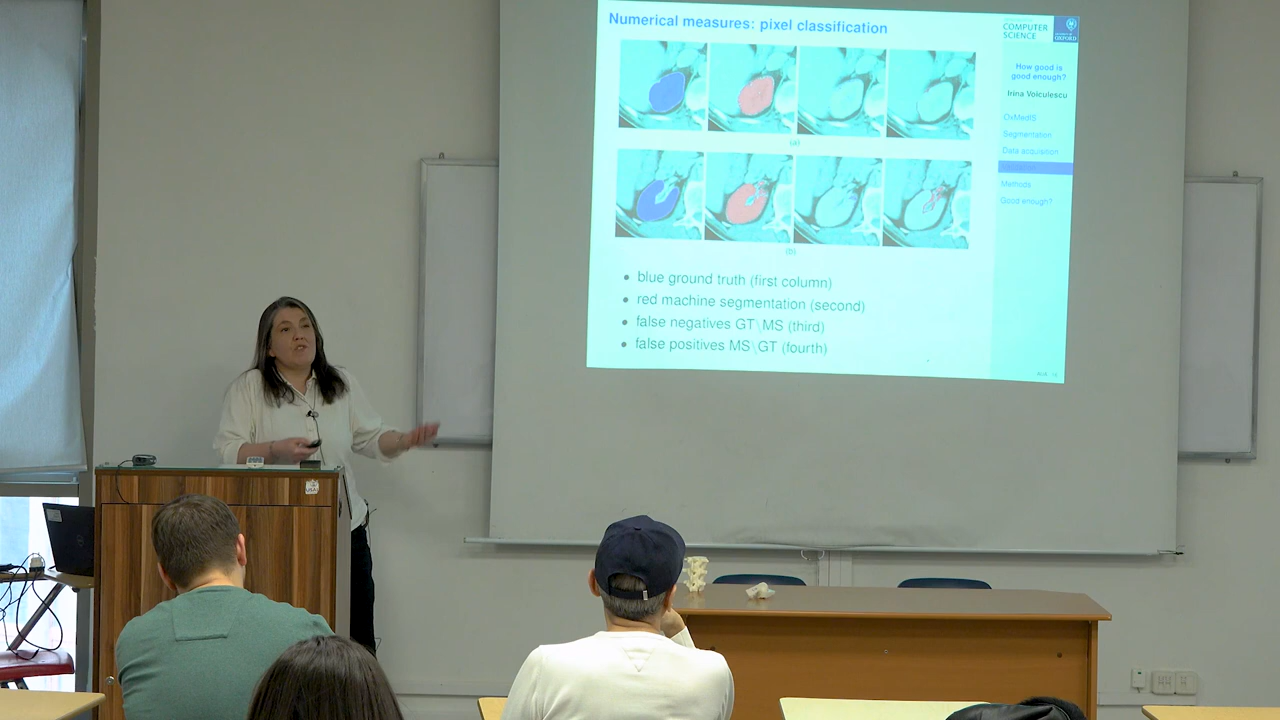 Numerical measures: pixel classification
COMPUTER
SCIENCE
OXFORD
How good is
good enough?
Irina Voiculescu
OxMedIS
Segmentation
Data acquisition
Methods
Good enough?
(a)
(b)
• blue ground truth (first column)
• red machine segmentation (second)
• false negatives GT\MS (third)
• false positives MS\GT (fourth)